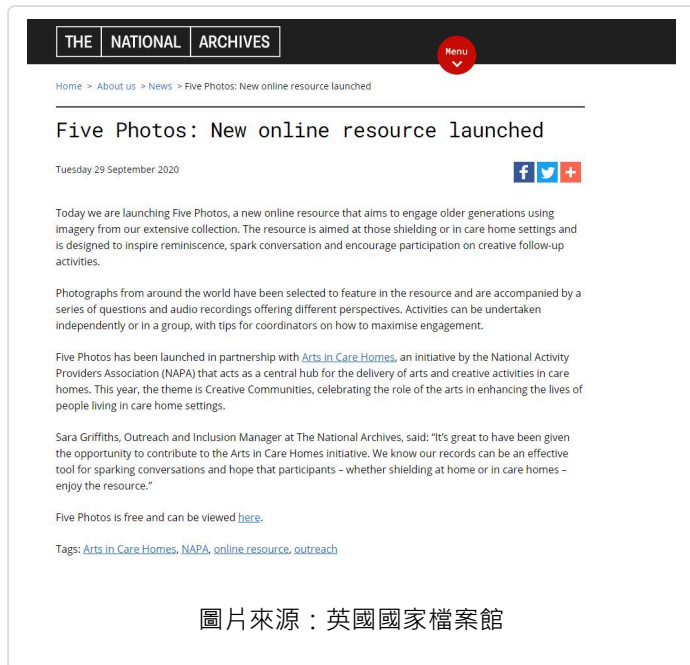 THE NATIONAL ARCHIVES
Menu
Home > About us > News > Five Photos: New online resource launched
Five Photos: New online resource launched
Tuesday 29 September 2020
Today we are launching Five Photos, a new online resource that aims to engage older generations using
imagery from our extensive collection. The resource is aimed at those shielding or in care home settings and
is designed to inspire reminiscence, spark conversation and encourage participation on creative follow-up
activities.
Photographs from around the world have been selected to feature in the resource and are accompanied by a
series of questions and audio recordings offering different perspectives. Activities can be undertaken
independently or in a group, with tips for coordinators on how to maximise engagement.
Five Photos has been launched in partnership with Arts in Care Homes, an initiative by the National Activity
Providers Association (NAPA) that acts as a central hub for the delivery of arts and creative activities in care
homes. This year, the theme is Creative Communities, celebrating the role of the arts in enhancing the lives of
people living in care home settings.
Sara Griffiths, Outreach and Inclusion Manager at The National Archives, said: “It’s great to have been given
the opportunity to contribute to the Arts in Care Homes initiative. We know our records can be an effective
tool for sparking conversations and hope that participants – whether shielding at home or in care homes –
enjoy the resource.”
Five Photos is free and can be viewed here.
Tags: Arts in Care Homes, NAPA, online resource, outreach
圖片來源：英國國家檔案館